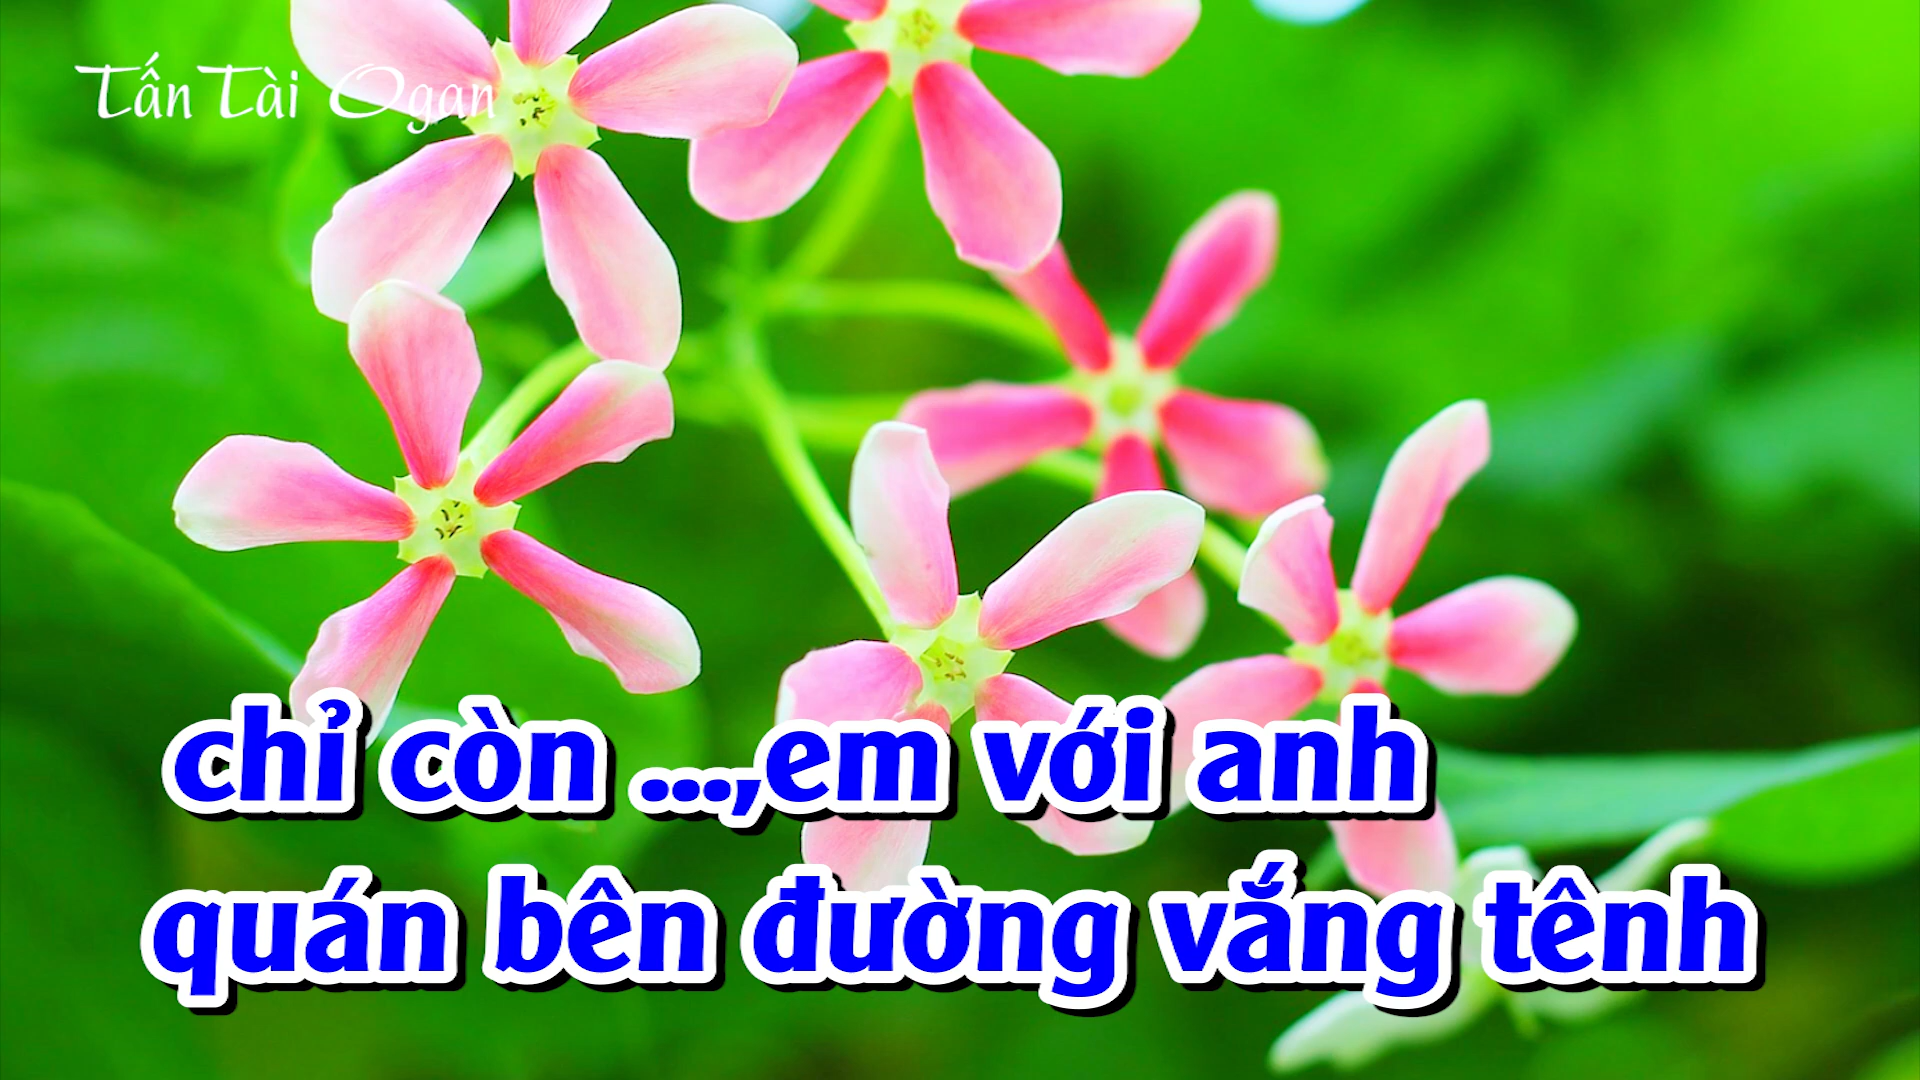 Tấn Tài Ogan
chỉ còn ...,em với anh
quán bên đường vắng tênh